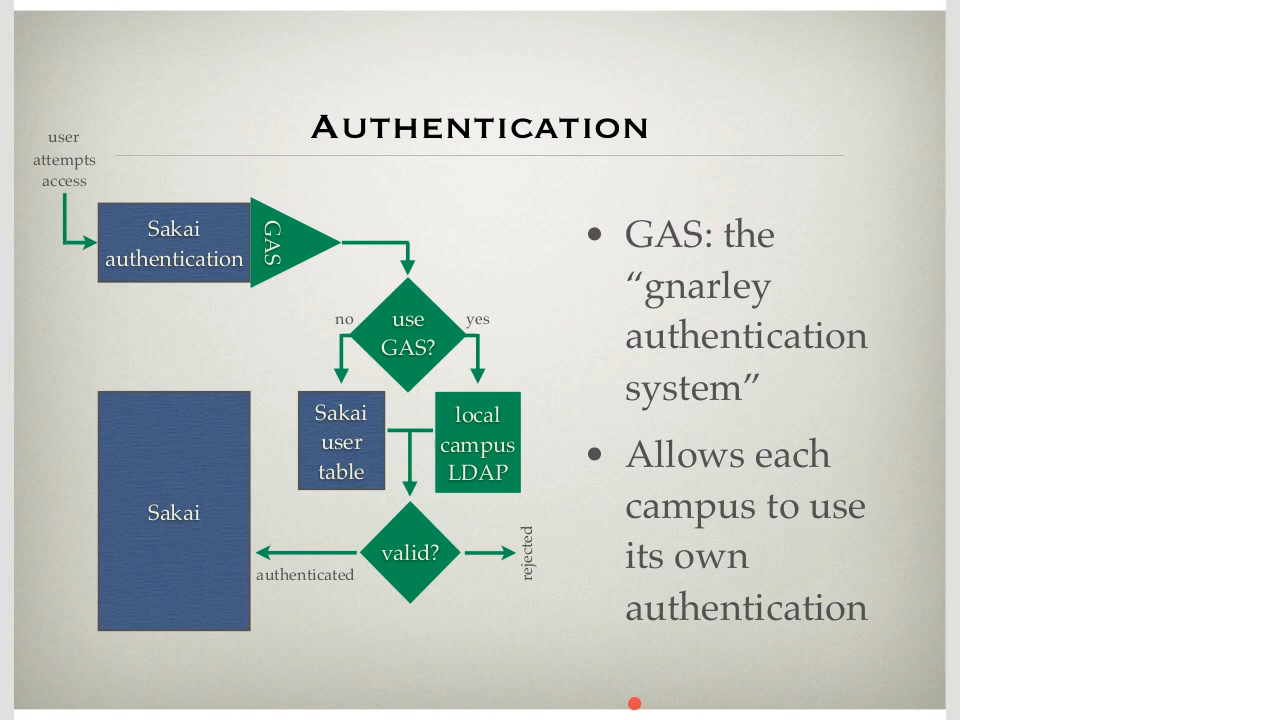 AUTHENTICATION
user
attempts
access
Sakai
authentication
GAS
use
GAS?
no
yes
Sakai
user
table
local
campus
LDAP
Sakai
valid?
authenticated
rejected
• GAS: the
“gnarley
authentication
system”
• Allows each
campus to use
its own
authentication